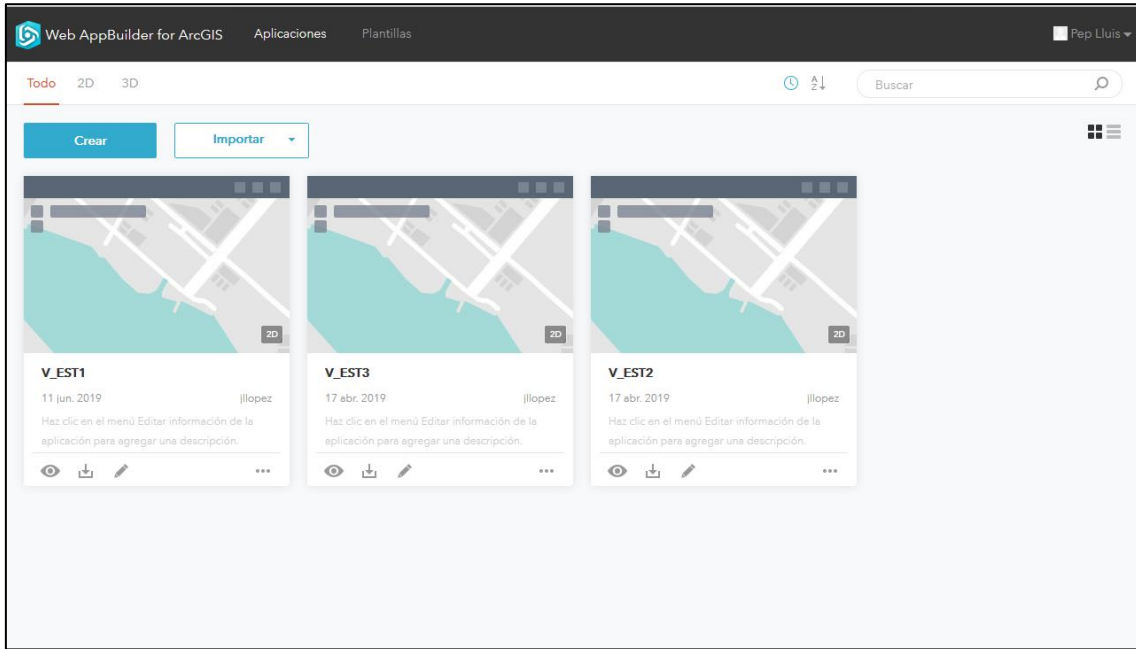 Web AppBuilder for ArcGIS Aplicaciones Plantillas Pep Lluis
Todo 2D 3D Buscar
Crear Importar
2D 2D 2D
V_EST1
11 jun. 2019 jllopez
Haz clic en el menú Editar información de la
aplicación para agregar una descripción.
V_EST3
17 abr. 2019 jllopez
Haz clic en el menú Editar información de la
aplicación para agregar una descripción.
V_EST2
17 abr. 2019 jllopez
Haz clic en el menú Editar información de la
aplicación para agregar una descripción.